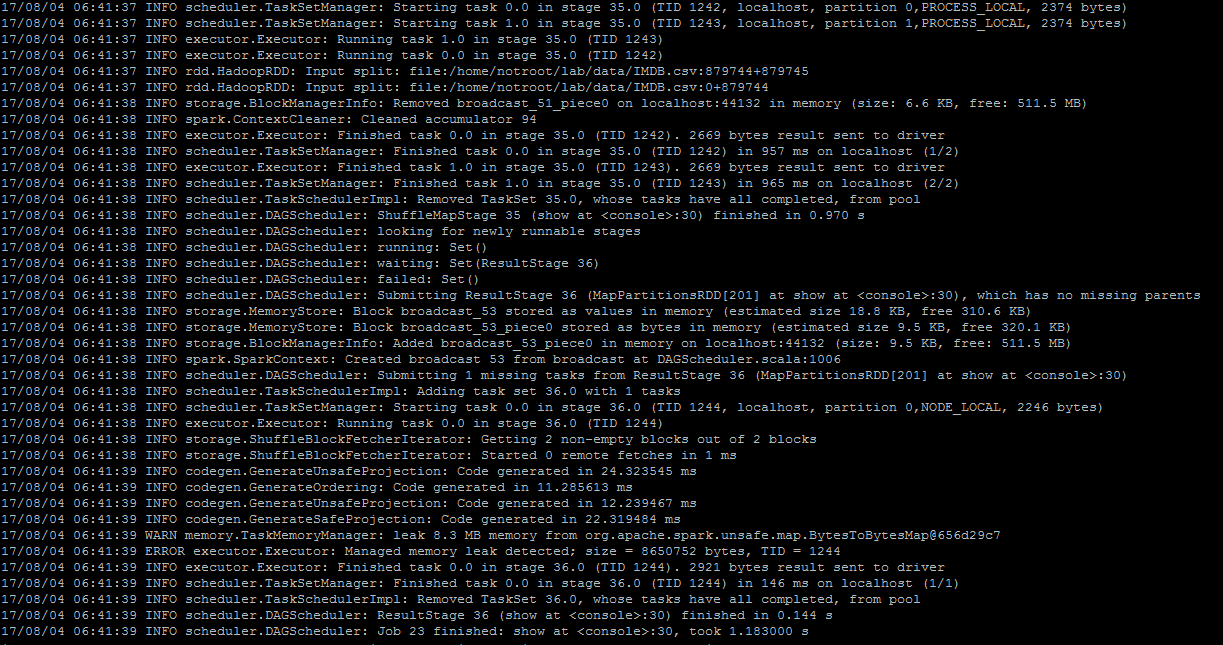 17/08/04 06:41:37 INFO scheduler.TaskSetManager: Starting task 0.0 in stage 35.0 (TID 1242, localhost, partition 0,PROCESS_LOCAL, 2374 bytes)
17/08/04 06:41:37 INFO scheduler.TaskSetManager: Starting task 1.0 in stage 35.0 (TID 1243, localhost, partition 1,PROCESS_LOCAL, 2374 bytes)
17/08/04 06:41:37 INFO executor.Executor: Running task 1.0 in stage 35.0 (TID 1243)
17/08/04 06:41:37 INFO executor.Executor: Running task 0.0 in stage 35.0 (TID 1242)
17/08/04 06:41:37 INFO rdd.HadoopRDD: Input split: file:/home/notroot/lab/data/IMDB.csv:879744+879745
17/08/04 06:41:37 INFO rdd.HadoopRDD: Input split: file:/home/notroot/lab/data/IMDB.csv:0+879744
17/08/04 06:41:38 INFO storage.BlockManagerInfo: Removed broadcast_51_piece0 on localhost:44132 in memory (size: 6.6 KB, free: 511.5 MB)
17/08/04 06:41:38 INFO spark.ContextCleaner: Cleaned accumulator 94
17/08/04 06:41:38 INFO executor.Executor: Finished task 0.0 in stage 35.0 (TID 1242). 2669 bytes result sent to driver
17/08/04 06:41:38 INFO scheduler.TaskSetManager: Finished task 0.0 in stage 35.0 (TID 1242) in 957 ms on localhost (1/2)
17/08/04 06:41:38 INFO executor.Executor: Finished task 1.0 in stage 35.0 (TID 1243). 2669 bytes result sent to driver
17/08/04 06:41:38 INFO scheduler.TaskSetManager: Finished task 1.0 in stage 35.0 (TID 1243) in 965 ms on localhost (2/2)
17/08/04 06:41:38 INFO scheduler.TaskSchedulerImpl: Removed TaskSet 35.0, whose tasks have all completed, from pool
17/08/04 06:41:38 INFO scheduler.DAGScheduler: ShuffleMapStage 35 (show at <console>:30) finished in 0.970 s
17/08/04 06:41:38 INFO scheduler.DAGScheduler: looking for newly runnable stages
17/08/04 06:41:38 INFO scheduler.DAGScheduler: running: Set()
17/08/04 06:41:38 INFO scheduler.DAGScheduler: waiting: Set(ResultStage 36)
17/08/04 06:41:38 INFO scheduler.DAGScheduler: failed: Set()
17/08/04 06:41:38 INFO scheduler.DAGScheduler: Submitting ResultStage 36 (MapPartitionsRDD[201] at show at <console>:30), which has no missing parents
17/08/04 06:41:38 INFO storage.MemoryStore: Block broadcast_53 stored as values in memory (estimated size 18.8 KB, free 310.6 KB)
17/08/04 06:41:38 INFO storage.MemoryStore: Block broadcast_53_piece0 stored as bytes in memory (estimated size 9.5 KB, free 320.1 KB)
17/08/04 06:41:38 INFO storage.BlockManagerInfo: Added broadcast_53_piece0 in memory on localhost:44132 (size: 9.5 KB, free: 511.5 MB)
17/08/04 06:41:38 INFO spark.SparkContext: Created broadcast 53 from broadcast at DAGScheduler.scala:1006
17/08/04 06:41:38 INFO scheduler.DAGScheduler: Submitting 1 missing tasks from ResultStage 36 (MapPartitionsRDD[201] at show at <console>:30)
17/08/04 06:41:38 INFO scheduler.TaskSchedulerImpl: Adding task set 36.0 with 1 tasks
17/08/04 06:41:38 INFO scheduler.TaskSetManager: Starting task 0.0 in stage 36.0 (TID 1244, localhost, partition 0,NODE_LOCAL, 2246 bytes)
17/08/04 06:41:38 INFO executor.Executor: Running task 0.0 in stage 36.0 (TID 1244)
17/08/04 06:41:38 INFO storage.ShuffleBlockFetcherIterator: Getting 2 non-empty blocks out of 2 blocks
17/08/04 06:41:38 INFO storage.ShuffleBlockFetcherIterator: Started 0 remote fetches in 1 ms
17/08/04 06:41:39 INFO codegen.GenerateUnsafeProjection: Code generated in 24.323545 ms
17/08/04 06:41:39 INFO codegen.GenerateOrdering: Code generated in 11.285613 ms
17/08/04 06:41:39 INFO codegen.GenerateUnsafeProjection: Code generated in 12.239467 ms
17/08/04 06:41:39 INFO codegen.GenerateSafeProjection: Code generated in 22.319484 ms
17/08/04 06:41:39 WARN memory.TaskMemoryManager: leak 8.3 MB memory from org.apache.spark.unsafe.map.BytesToBytesMap@656d29c7
17/08/04 06:41:39 ERROR executor.Executor: Managed memory leak detected; size = 8650752 bytes, TID = 1244
17/08/04 06:41:39 INFO executor.Executor: Finished task 0.0 in stage 36.0 (TID 1244). 2921 bytes result sent to driver
17/08/04 06:41:39 INFO scheduler.TaskSetManager: Finished task 0.0 in stage 36.0 (TID 1244) in 146 ms on localhost (1/1)
17/08/04 06:41:39 INFO scheduler.TaskSchedulerImpl: Removed TaskSet 36.0, whose tasks have all completed, from pool
17/08/04 06:41:39 INFO scheduler.DAGScheduler: ResultStage 36 (show at <console>:30) finished in 0.144 s
17/08/04 06:41:39 INFO scheduler.DAGScheduler: Job 23 finished: show at <console>:30, took 1.183000 s